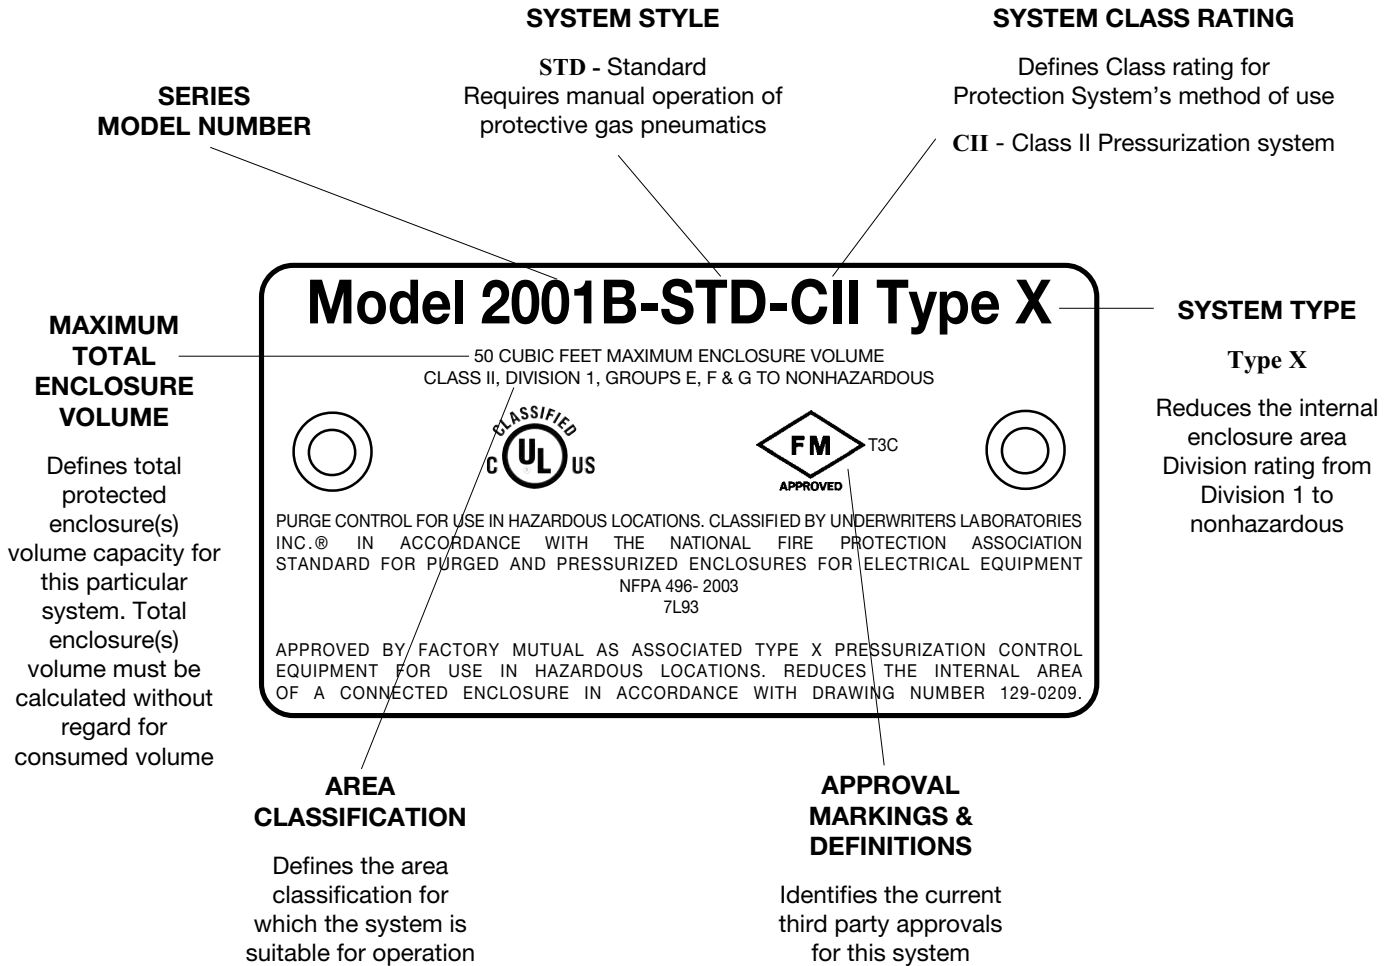 SYSTEM STYLE
STD - Standard
Requires manual operation of
protective gas pneumatics
SYSTEM CLASS RATING
Defines Class rating for
Protection System's method of use
CII - Class II Pressurization system
SERIES
MODEL NUMBER
Model 2001B-STD-CII Type X
50 CUBIC FEET MAXIMUM ENCLOSURE VOLUME
CLASS II, DIVISION 1, GROUPS E, F & G TO NONHAZARDOUS
CLASSIFIED
C UL US
FM T3C
APPROVED
PURGE CONTROL FOR USE IN HAZARDOUS LOCATIONS. CLASSIFIED BY UNDERWRITERS LABORATORIES
INC.® IN ACCORDANCE WITH THE NATIONAL FIRE PROTECTION ASSOCIATION
STANDARD FOR PURGED AND PRESSURIZED ENCLOSURES FOR ELECTRICAL EQUIPMENT
NFPA 496- 2003
7L93
APPROVED BY FACTORY MUTUAL AS ASSOCIATED TYPE X PRESSURIZATION CONTROL
EQUIPMENT FOR USE IN HAZARDOUS LOCATIONS. REDUCES THE INTERNAL AREA
OF A CONNECTED ENCLOSURE IN ACCORDANCE WITH DRAWING NUMBER 129-0209.
MAXIMUM
TOTAL
ENCLOSURE
VOLUME
Defines total
protected
enclosure(s)
volume capacity for
this particular
system. Total
enclosure(s)
volume must be
calculated without
regard for
consumed volume
SYSTEM TYPE
Type X
Reduces the internal
enclosure area
Division rating from
Division 1 to
nonhazardous
AREA
CLASSIFICATION
Defines the area
classification for
which the system is
suitable for operation
APPROVAL
MARKINGS &
DEFINITIONS
Identifies the current
third party approvals
for this system